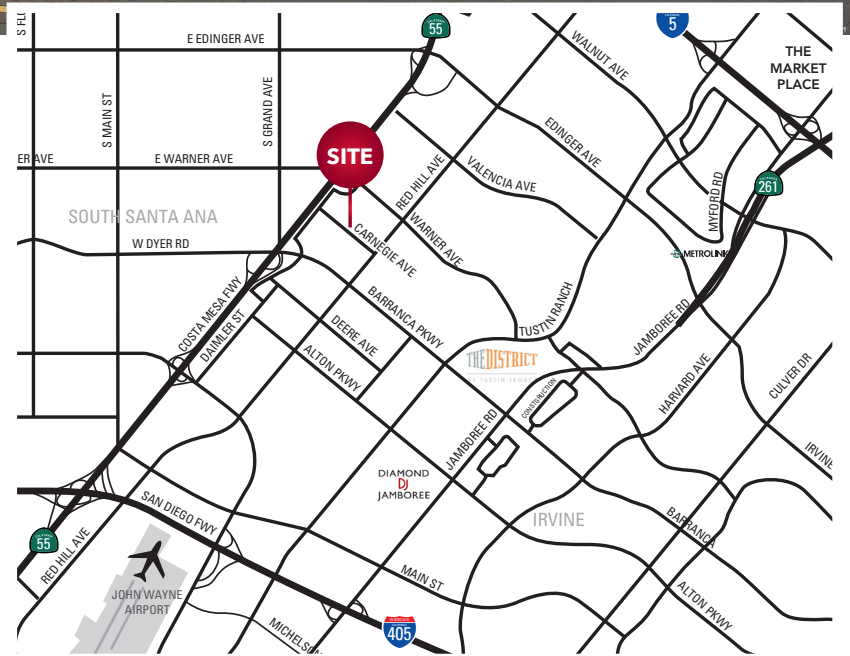 S FL
55
5
E EDINGER AVE
WALNUT AVE
THE
MARKET
PLACE
S MAIN ST
S GRAND AVE
EDINGER AVE
ER AVE
E WARNER AVE
SITE
RED HILL AVE
VALENCIA AVE
261
MYFORD RD
SOUTH SANTA ANA
CARNEGIE AVE
WARNER AVE
W DYER RD
METROLINK
COSTA MESA FWY
DAIMLER ST
BARRANCA PKWY
TUSTIN RANCH
DEERE AVE
JAMBOREE RD
ALTON PKWY
THE DISTRICT
AT TUSTIN LEGACY
HARVARD AVE
CULVER DR
CONSTRUCTION
JAMBOREE RD
IRVINE
DIAMOND
DJ
JAMBOREE
SAN DIEGO FWY
IRVINE
BARRANCA
55
RED HILL AVE
MAIN ST
ALTON PKWY
JOHN WAYNE
AIRPORT
MICHELSON
405